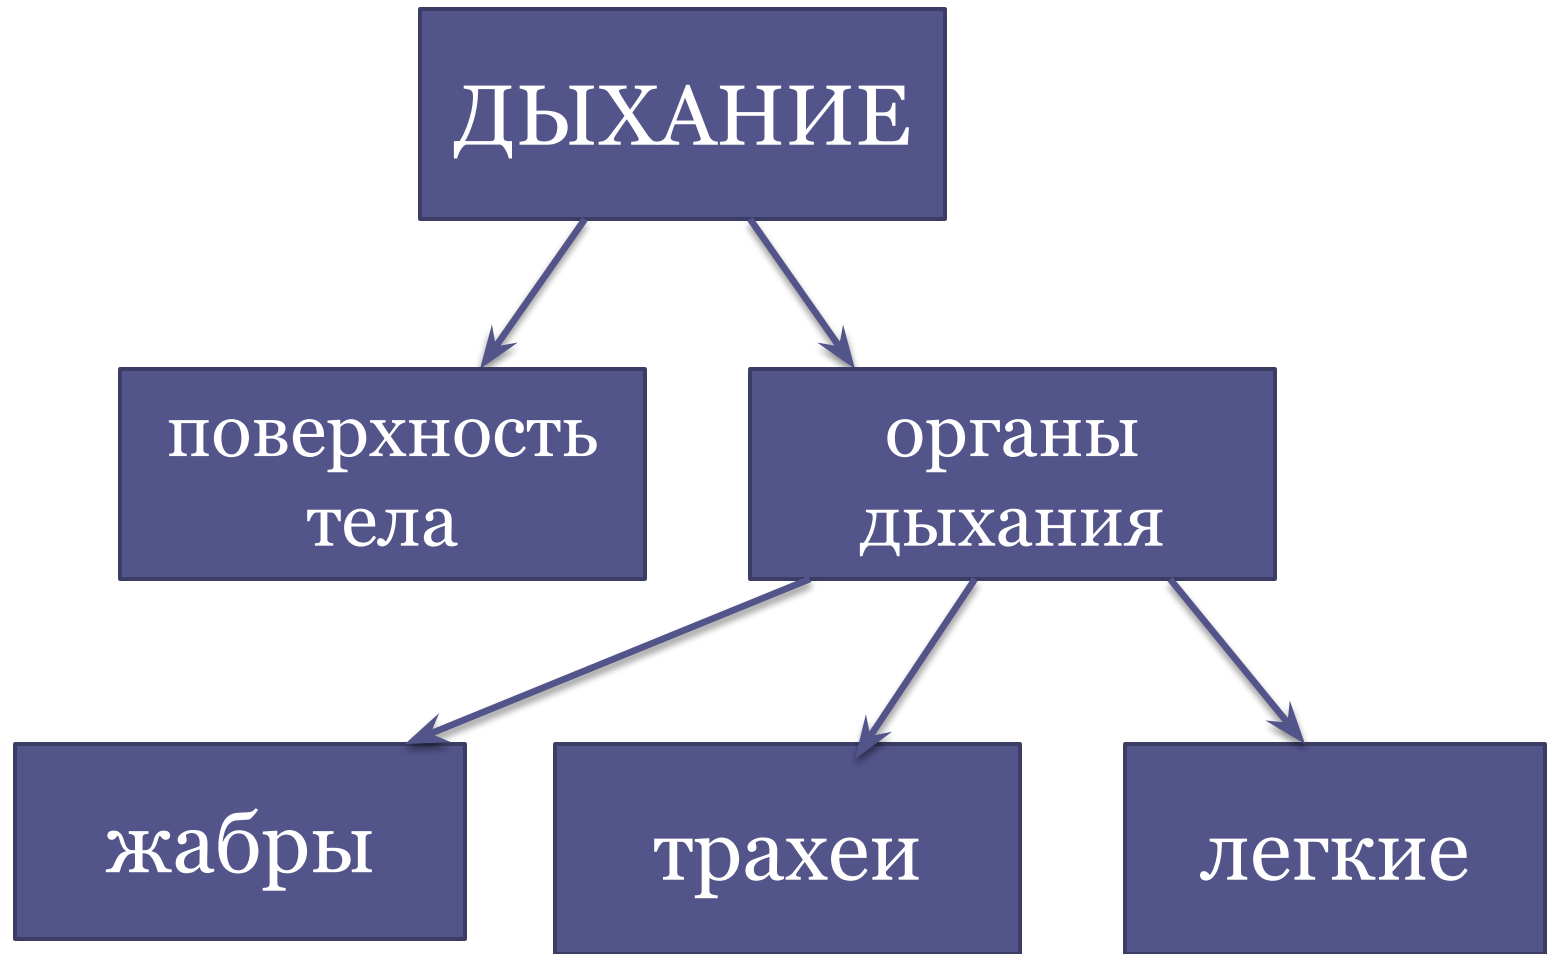 ДЫХАНИЕ
поверхность
тела
органы
дыхания
жабры
трахеи
легкие